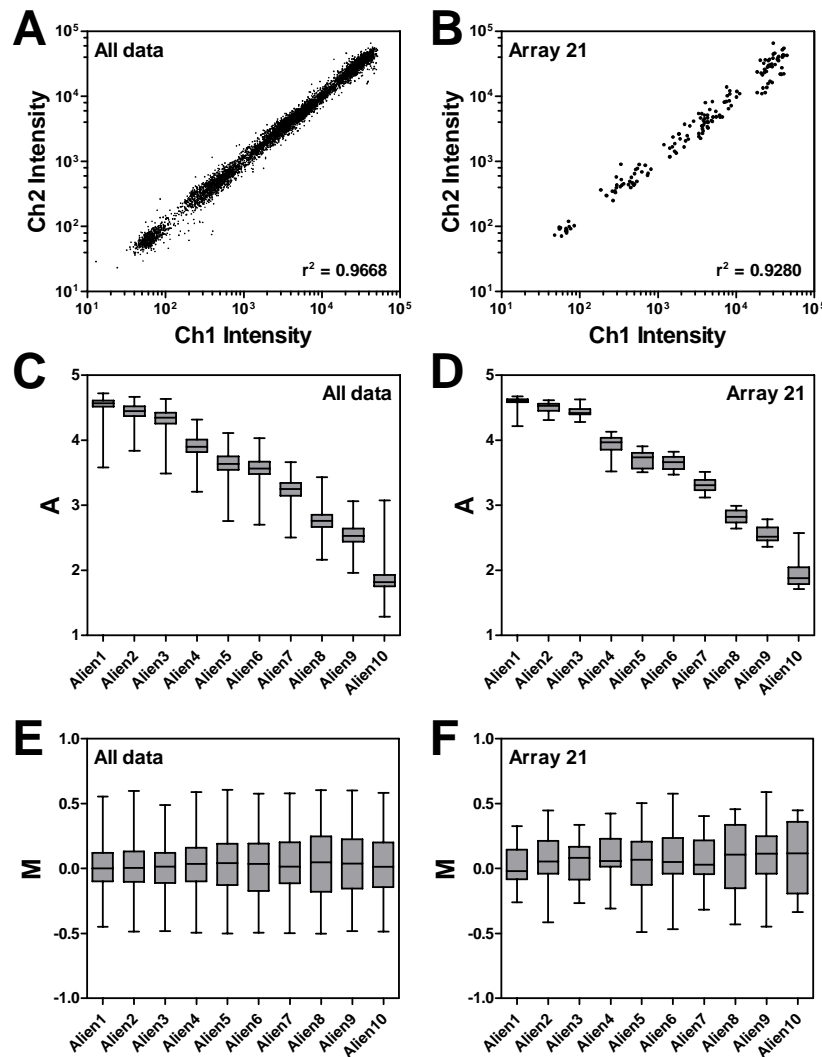 A
All data
Ch2 Intensity
10⁵
10⁴
10³
10²
10¹
r² = 0.9668
10¹ 10² 10³ 10⁴ 10⁵
Ch1 Intensity
B
Array 21
Ch2 Intensity
10⁵
10⁴
10³
10²
10¹
r² = 0.9280
10¹ 10² 10³ 10⁴ 10⁵
Ch1 Intensity
C
All data
A
5
4
3
2
1
Alien1 Alien2 Alien3 Alien4 Alien5 Alien6 Alien7 Alien8 Alien9 Alien10
D
Array 21
A
5
4
3
2
1
Alien1 Alien2 Alien3 Alien4 Alien5 Alien6 Alien7 Alien8 Alien9 Alien10
E
All data
M
1.0
0.5
0.0
-0.5
-1.0
Alien1 Alien2 Alien3 Alien4 Alien5 Alien6 Alien7 Alien8 Alien9 Alien10
F
Array 21
M
1.0
0.5
0.0
-0.5
-1.0
Alien1 Alien2 Alien3 Alien4 Alien5 Alien6 Alien7 Alien8 Alien9 Alien10